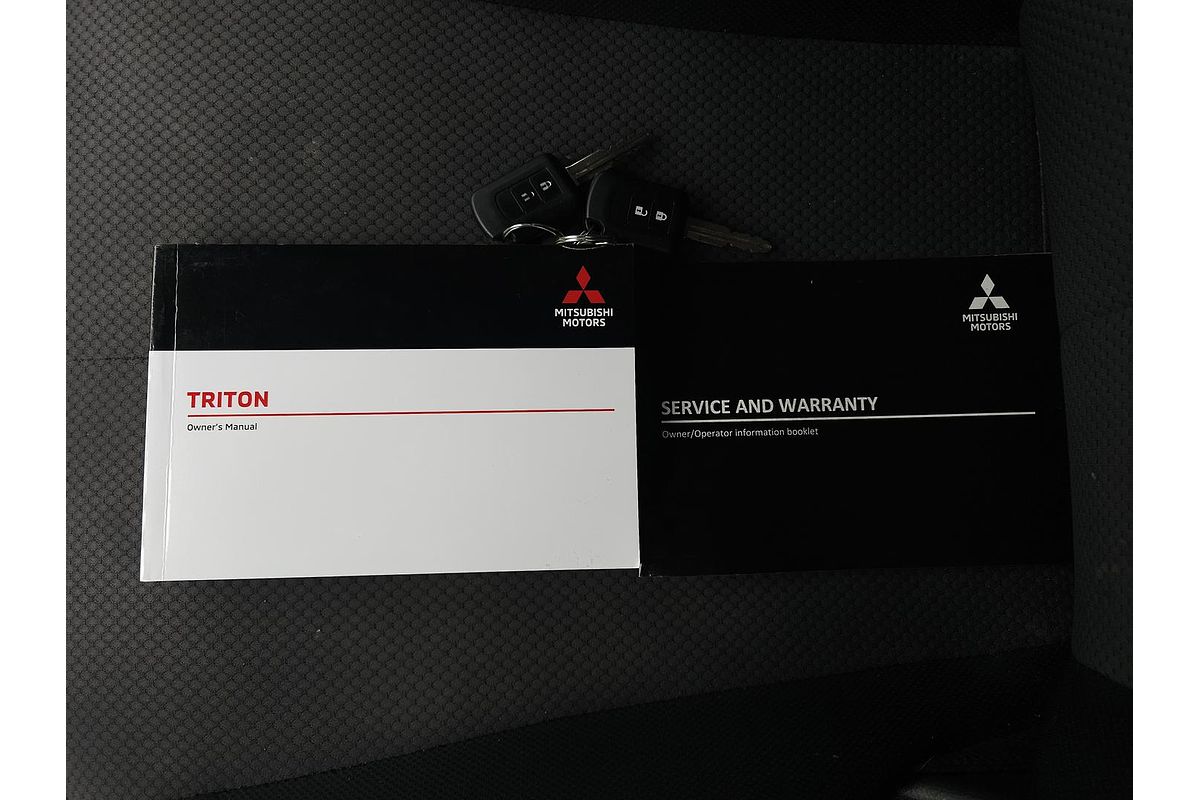 MITSUBISHI
MOTORS
TRITON
Owner's Manual
MITSUBISHI
MOTORS
SERVICE AND WARRANTY
Owner/Operator information booklet